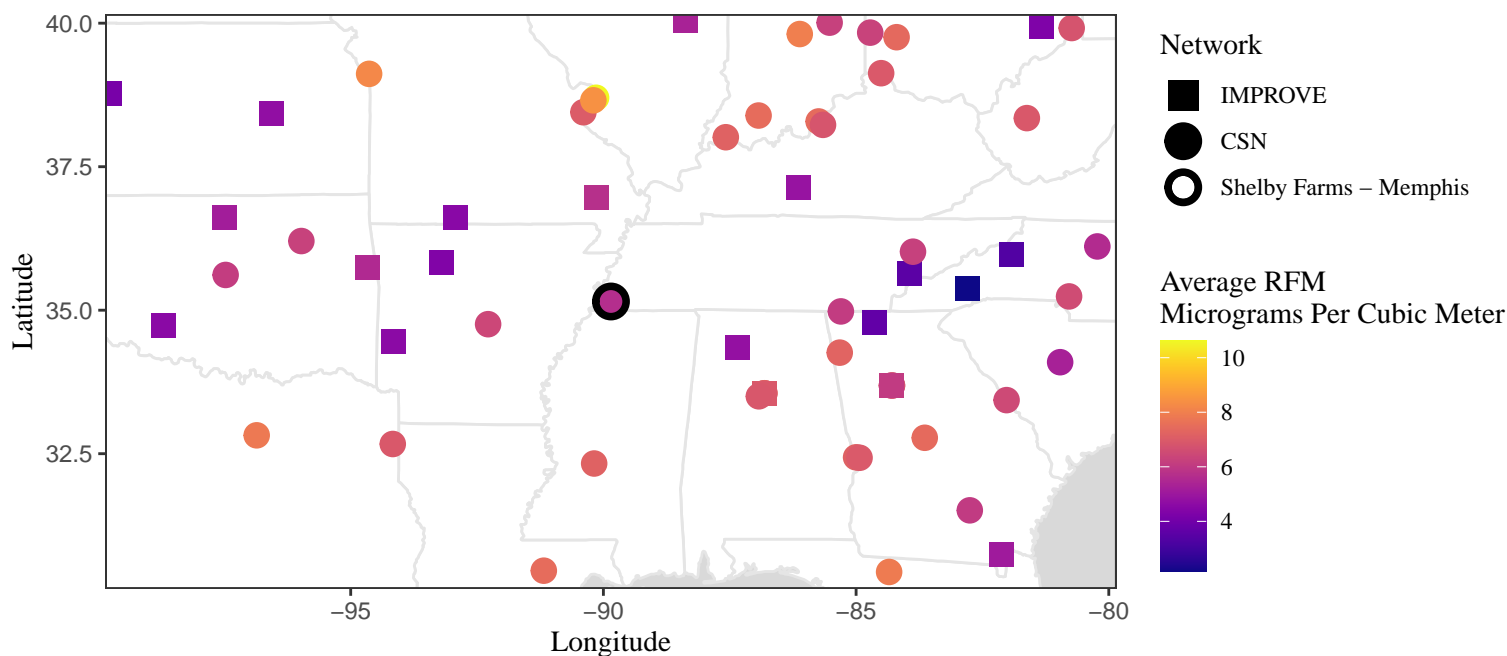 40.0
37.5
35.0
32.5
Latitude
−95
−90
−85
−80
Longitude
Network
IMPROVE
CSN
Shelby Farms − Memphis
Average RFM
Micrograms Per Cubic Meter
10
8
6
4